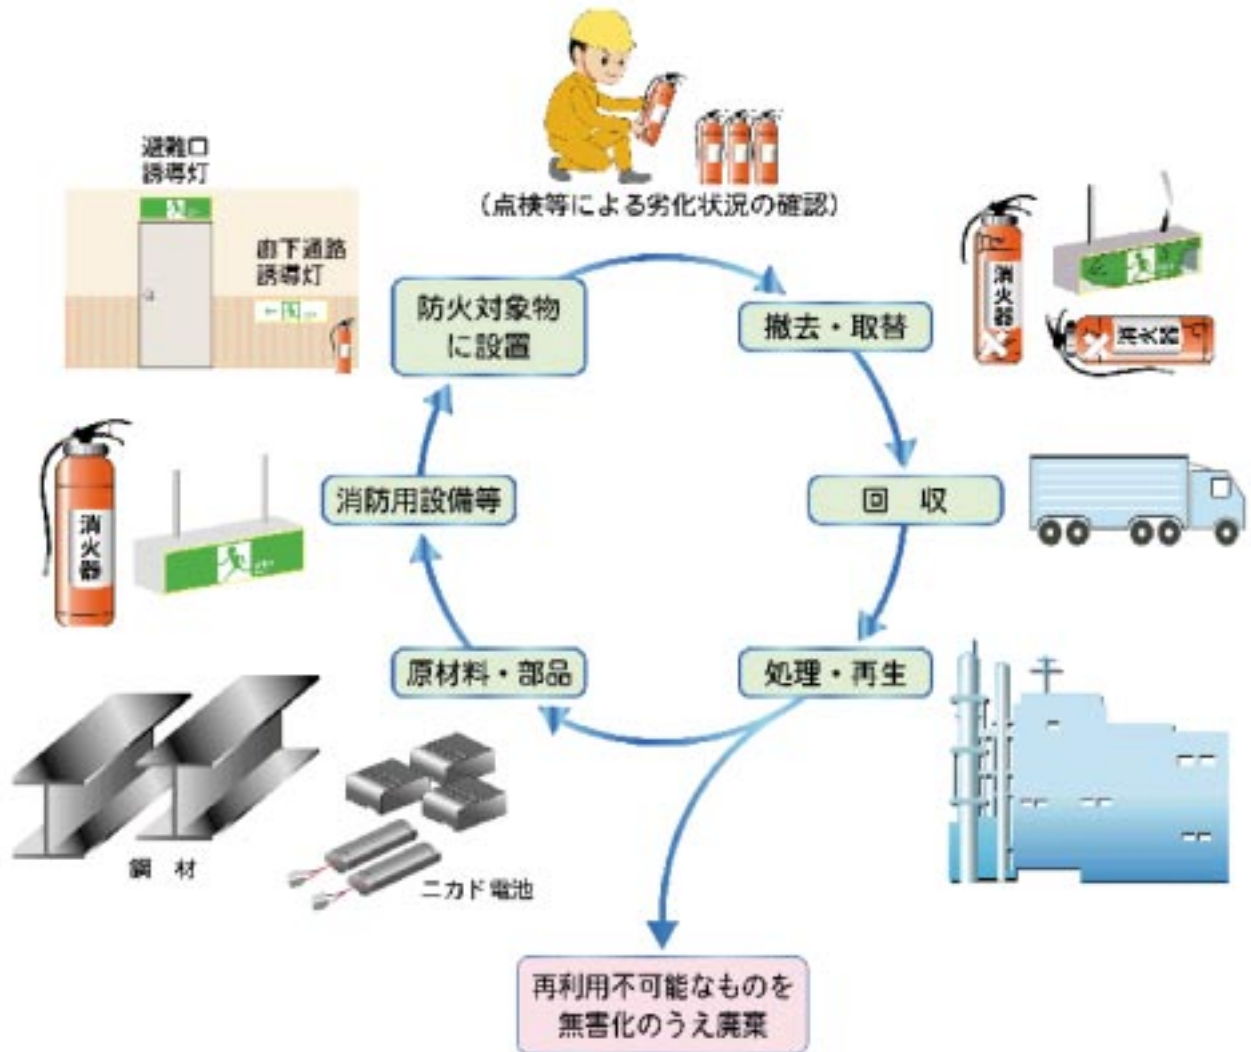 (点検等による劣化状況の確認)
避難口
誘導灯
廊下通路
誘導灯
防火対象物
に設置
撤去・取替
消火器
消火器
回 収
消防用設備等
消火器
原材料・部品
処理・再生
鋼 材
ニカド電池
再利用不可能なものを
無害化のうえ廃棄